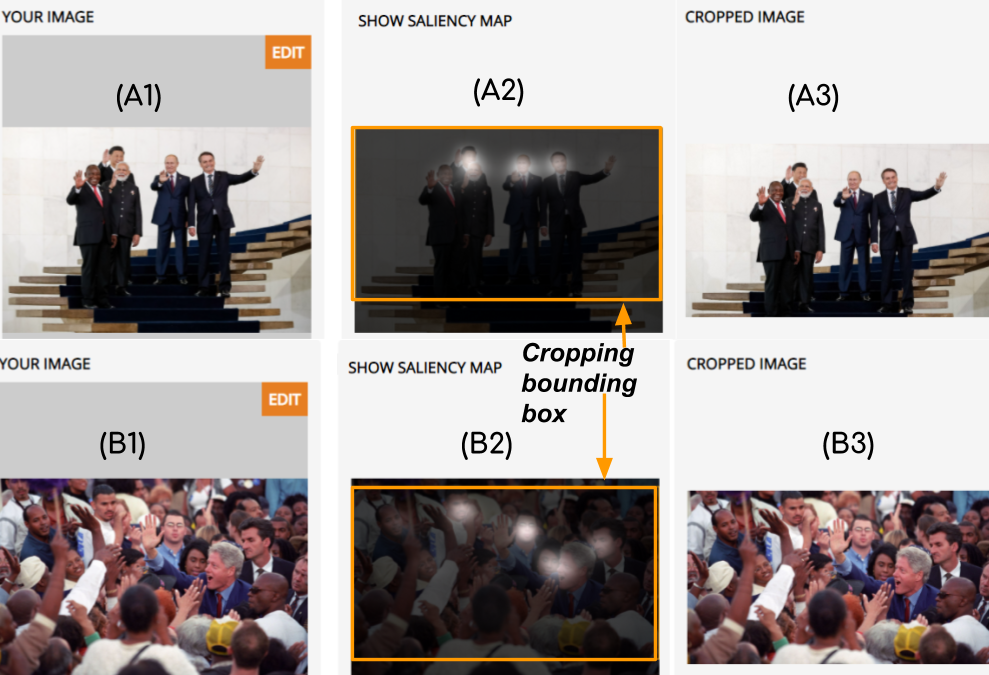 YOUR IMAGE
SHOW SALIENCY MAP
CROPPED IMAGE
EDIT
(A1)
(A2)
(A3)
YOUR IMAGE
SHOW SALIENCY MAP
Cropping
bounding
box
CROPPED IMAGE
EDIT
(B1)
(B2)
(B3)